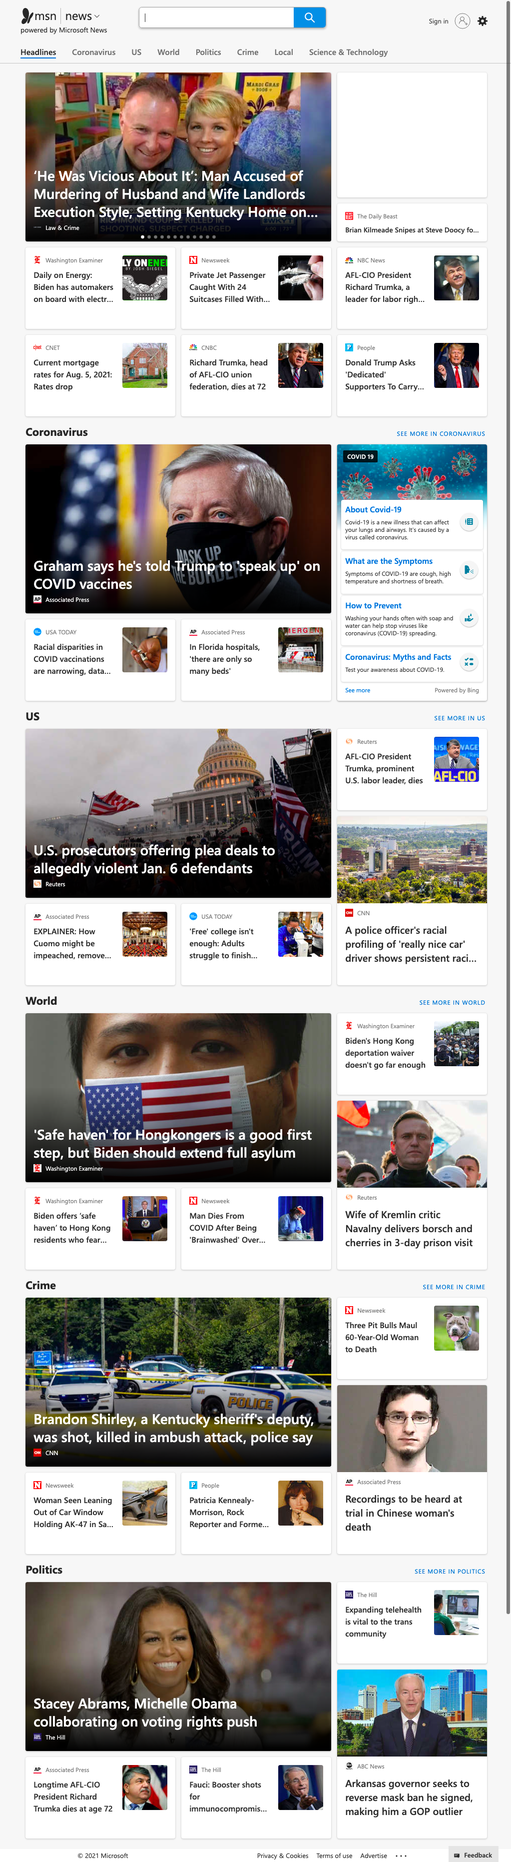 msn | news
powered by Microsoft News
Sign in
Headlines Coronavirus US World Politics Crime Local Science & Technology
MARDI GRAS
'He Was Vicious About It': Man Accused of
Murdering of Husband and Wife Landlords
Execution Style, Setting Kentucky Home on...
Law & Crime
The Daily Beast
Brian Kilmeade Snipes at Steve Doocy fo...
Washington Examiner
Daily on Energy:
Biden has automakers
on board with electr...
Newsweek
Private Jet Passenger
Caught With 24
Suitcases Filled With...
NBC News
AFL-CIO President
Richard Trumka, a
leader for labor righ...
CNET
Current mortgage
rates for Aug. 5, 2021:
Rates drop
CNBC
Richard Trumka, head
of AFL-CIO union
federation, dies at 72
People
Donald Trump Asks
'Dedicated'
Supporters To Carry...
Coronavirus
SEE MORE IN CORONAVIRUS
MASK UP
Graham says he's told Trump to 'speak up' on
COVID vaccines
Associated Press
COVID 19
About Covid-19
Covid-19 is a new illness that can affect
your lungs and airways. It's caused by a
virus called coronavirus.
What are the Symptoms
Symptoms of COVID-19 are cough, high
temperature and shortness of breath.
How to Prevent
Washing your hands often with soap and
water can help stop viruses like
coronavirus (COVID-19) spreading.
Coronavirus: Myths and Facts
Test your awareness about COVID-19.
See more
Powered by Bing
USA TODAY
Racial disparities in
COVID vaccinations
are narrowing, data...
Associated Press
In Florida hospitals,
'there are only so
many beds'
US
SEE MORE IN US
U.S. prosecutors offering plea deals to
allegedly violent Jan. 6 defendants
Reuters
Reuters
AFL-CIO President
Trumka, prominent
U.S. labor leader, dies
AFL-CIO
CNN
A police officer's racial
profiling of 'really nice car'
driver shows persistent raci...
Associated Press
EXPLAINER: How
Cuomo might be
impeached, remove...
USA TODAY
'Free' college isn't
enough: Adults
struggle to finish...
World
SEE MORE IN WORLD
'Safe haven' for Hongkongers is a good first
step, but Biden should extend full asylum
Washington Examiner
Washington Examiner
Biden's Hong Kong
deportation waiver
doesn't go far enough
Reuters
Wife of Kremlin critic
Navalny delivers borsch and
cherries in 3-day prison visit
Washington Examiner
Biden offers 'safe
haven' to Hong Kong
residents who fear...
Newsweek
Man Dies From
COVID After Being
'Brainwashed' Over...
Crime
SEE MORE IN CRIME
POLICE
Brandon Shirley, a Kentucky sheriff's deputy,
was shot, killed in ambush attack, police say
CNN
Newsweek
Three Pit Bulls Maul
60-Year-Old Woman
to Death
Associated Press
Recordings to be heard at
trial in Chinese woman's
death
Newsweek
Woman Seen Leaning
Out of Car Window
Holding AK-47 in Sa...
People
Patricia Kennealy-
Morrison, Rock
Reporter and Forme...
Politics
SEE MORE IN POLITICS
Stacey Abrams, Michelle Obama
collaborating on voting rights push
The Hill
The Hill
Expanding telehealth
is vital to the trans
community
ABC News
Arkansas governor seeks to
reverse mask ban he signed,
making him a GOP outlier
Associated Press
Longtime AFL-CIO
President Richard
Trumka dies at age 72
The Hill
Fauci: Booster shots
for
immunocompromis...
© 2021 Microsoft
Privacy & Cookies Terms of use Advertise ...
Feedback